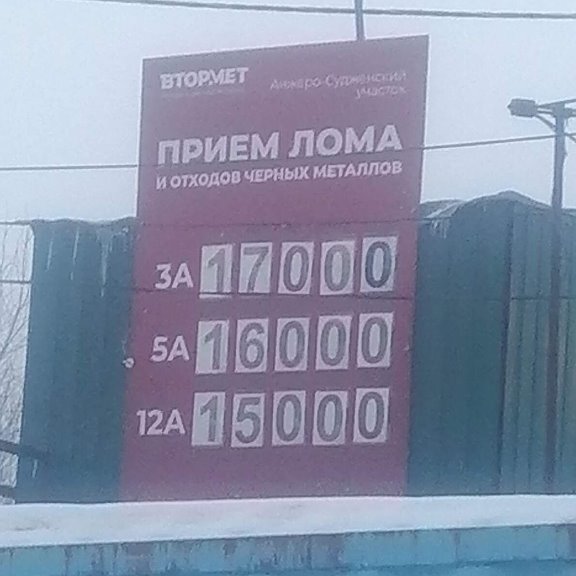 ВТОРМЕТ
Анжеро-Судженский
участок
ПРИЕМ ЛОМА
И ОТХОДОВ ЧЕРНЫХ МЕТАЛЛОВ
3А 17000
5А 16000
12А 15000